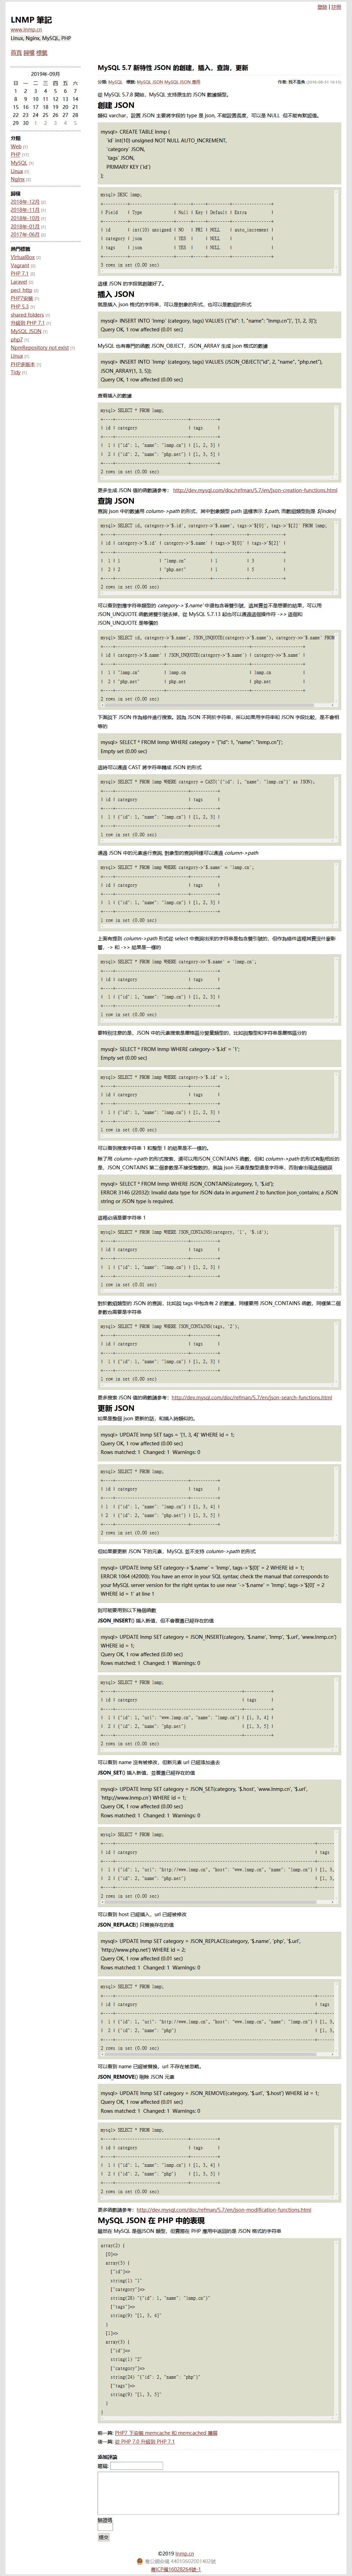 登錄 | 註冊
LNMP 筆記
www.lnmp.cn
Linux, Nginx, MySQL, PHP
首頁 歸檔 標籤
2019年-09月
日 一 二 三 四 五 六
1 2 3 4 5 6 7
8 9 10 11 12 13 14
15 16 17 18 19 20 21
22 23 24 25 26 27 28
29 30 1 2 3 4 5
分類
Web (1)
PHP (17)
MySQL (1)
Linux (1)
Nginx (2)
歸檔
2018年-12月 (2)
2018年-11月 (1)
2018年-10月 (1)
2018年-01月 (1)
2017年-06月 (2)
熱門標籤
VirtualBox (2)
Vagrant (2)
PHP 7.1 (2)
Laravel (2)
pecl_http (2)
PHP7安裝 (1)
PHP 5.3 (1)
shared folders (1)
升級到 PHP 7.1 (1)
MySQL JSON (1)
php7 (1)
NpmRepository not exist (1)
Linux (1)
PHP多版本 (1)
Tidy (1)
MySQL 5.7 新特性 JSON 的創建，插入，查詢，更新
分類: MySQL 標籤: MySQL JSON MySQL JSON 應用
從 MySQL 5.7.8 開始，MySQL 支持原生的 JSON 數據類型。
創建 JSON
類似 varchar，設置 JSON 主要將字段的 type 是 json, 不能設置長度，可以是 NULL 但不能有默認值。
mysql> CREATE TABLE lnmp (
`id` int(10) unsigned NOT NULL AUTO_INCREMENT,
`category` JSON,
`tags` JSON,
PRIMARY KEY (`id`)
);
mysql> DESC lnmp;
| Field | Type | Null | Key | Default | Extra |
| id | int(10) unsigned | NO | PRI | NULL | auto_increment |
| category | json | YES | | NULL | |
| tags | json | YES | | NULL | |
3 rows in set (0.00 sec)
這樣 JSON 的字段就創建好了。
插入 JSON
就是插入 json 格式的字符串，可以是對象的形式，也可以是數組的形式
mysql> INSERT INTO `lnmp` (category, tags) VALUES ('{"id": 1, "name": "lnmp.cn"}', '[1, 2, 3]');
Query OK, 1 row affected (0.01 sec)
MySQL 也有專門的函數 JSON_OBJECT，JSON_ARRAY 生成 json 格式的數據
mysql> INSERT INTO `lnmp` (category, tags) VALUES (JSON_OBJECT("id", 2, "name", "php.net"),
JSON_ARRAY(1, 3, 5));
Query OK, 1 row affected (0.00 sec)
查看插入的數據
mysql> SELECT * FROM lnmp;
| id | category | tags |
| 1 | {"id": 1, "name": "lnmp.cn"} | [1, 2, 3] |
| 2 | {"id": 2, "name": "php.net"} | [1, 3, 5] |
2 rows in set (0.00 sec)
更多生成 JSON 值的函數請參考： http://dev.mysql.com/doc/refman/5.7/en/json-creation-functions.html
查詢 JSON
查詢 json 中的數據用 column->path 的形式，其中對象類型 path 這樣表示 $.path, 而數組類型則是 $[index]
mysql> SELECT id, category->'$.id', category->'$.name', tags->'$[0]', tags->'$[2]' FROM lnmp;
| id | category->'$.id' | category->'$.name' | tags->'$[0]' | tags->'$[2]' |
| 1 | 1 | "lnmp.cn" | 1 | 3 |
| 2 | 2 | "php.net" | 1 | 5 |
2 rows in set (0.00 sec)
可以看到對應字符串類型的 category->'$.name' 中還包含著雙引號，這其實並不是想要的結果，可以用
JSON_UNQUOTE 函數將雙引號去掉，從 MySQL 5.7.13 起也可以通過這個操作符 ->> 這個和
JSON_UNQUOTE 是等價的
mysql> SELECT id, category->'$.name', JSON_UNQUOTE(category->'$.name'), category->>'$.name' FROM
| id | category->'$.name' | JSON_UNQUOTE(category->'$.name') | category->>'$.name' |
| 1 | "lnmp.cn" | lnmp.cn | lnmp.cn |
| 2 | "php.net" | php.net | php.net |
2 rows in set (0.00 sec)
下面說下 JSON 作為條件進行搜索。因為 JSON 不同於字符串，所以如果用字符串和 JSON 字段比較，是不會相
等的
mysql> SELECT * FROM lnmp WHERE category = '{"id": 1, "name": "lnmp.cn"}';
Empty set (0.00 sec)
這時可以通過 CAST 將字符串轉成 JSON 的形式
mysql> SELECT * FROM lnmp WHERE category = CAST('{"id": 1, "name": "lnmp.cn"}' as JSON);
| id | category | tags |
| 1 | {"id": 1, "name": "lnmp.cn"} | [1, 2, 3] |
1 row in set (0.00 sec)
通過 JSON 中的元素進行查詢, 對象型的查詢同樣可以通過 column->path
mysql> SELECT * FROM lnmp WHERE category->'$.name' = 'lnmp.cn';
| id | category | tags |
| 1 | {"id": 1, "name": "lnmp.cn"} | [1, 2, 3] |
1 row in set (0.00 sec)
上面有提到 column->path 形式從 select 中查詢出來的字符串是包含雙引號的，但作為條件這裡其實沒什麼影
響，-> 和 ->> 結果是一樣的
mysql> SELECT * FROM lnmp WHERE category->>'$.name' = 'lnmp.cn';
| id | category | tags |
| 1 | {"id": 1, "name": "lnmp.cn"} | [1, 2, 3] |
1 row in set (0.00 sec)
要特別注意的是，JSON 中的元素搜索是嚴格區分變量類型的，比如說整型和字符串是嚴格區分的
mysql> SELECT * FROM lnmp WHERE category->'$.id' = '1';
Empty set (0.00 sec)
mysql> SELECT * FROM lnmp WHERE category->'$.id' = 1;
| id | category | tags |
| 1 | {"id": 1, "name": "lnmp.cn"} | [1, 2, 3] |
1 row in set (0.00 sec)
可以看到搜索字符串 1 和整型 1 的結果是不一樣的。
除了用 column->path 的形式搜索，還可以用JSON_CONTAINS 函數，但和 column->path 的形式有點相反的
是，JSON_CONTAINS 第二個參數是不接受整數的，無論 json 元素是整型還是字符串，否則會出現這個錯誤
mysql> SELECT * FROM lnmp WHERE JSON_CONTAINS(category, 1, '$.id');
ERROR 3146 (22032): Invalid data type for JSON data in argument 2 to function json_contains; a JSON
string or JSON type is required.
這裡必須是要字符串 1
mysql> SELECT * FROM lnmp WHERE JSON_CONTAINS(category, '1', '$.id');
| id | category | tags |
| 1 | {"id": 1, "name": "lnmp.cn"} | [1, 2, 3] |
1 row in set (0.01 sec)
對於數組類型的 JSON 的查詢，比如說 tags 中包含有 2 的數據，同樣要用 JSON_CONTAINS 函數，同樣第二個
參數也需要是字符串
mysql> SELECT * FROM lnmp WHERE JSON_CONTAINS(tags, '2');
| id | category | tags |
| 1 | {"id": 1, "name": "lnmp.cn"} | [1, 2, 3] |
1 row in set (0.00 sec)
更多搜索 JSON 值的函數請參考：http://dev.mysql.com/doc/refman/5.7/en/json-search-functions.html
更新 JSON
如果是整個 json 更新的話，和插入時類似的。
mysql> UPDATE lnmp SET tags = '[1, 3, 4]' WHERE id = 1;
Query OK, 1 row affected (0.00 sec)
Rows matched: 1 Changed: 1 Warnings: 0
mysql> SELECT * FROM lnmp;
| id | category | tags |
| 1 | {"id": 1, "name": "lnmp.cn"} | [1, 3, 4] |
| 2 | {"id": 2, "name": "php.net"} | [1, 3, 5] |
2 rows in set (0.00 sec)
但如果要更新 JSON 下的元素，MySQL 並不支持 column->path 的形式
mysql> UPDATE lnmp SET category->'$.name' = 'lnmp', tags->'$[0]' = 2 WHERE id = 1;
ERROR 1064 (42000): You have an error in your SQL syntax; check the manual that corresponds to
your MySQL server version for the right syntax to use near '->'$.name' = 'lnmp', tags->'$[0]' = 2
WHERE id = 1' at line 1
則可能要用到以下幾個函數
JSON_INSERT() 插入新值，但不會覆蓋已經存在的值
mysql> UPDATE lnmp SET category = JSON_INSERT(category, '$.name', 'lnmp', '$.url', 'www.lnmp.cn')
WHERE id = 1;
Query OK, 1 row affected (0.00 sec)
Rows matched: 1 Changed: 1 Warnings: 0
mysql> SELECT * FROM lnmp;
| id | category | tags |
| 1 | {"id": 1, "url": "www.lnmp.cn", "name": "lnmp.cn"} | [1, 3, 4] |
| 2 | {"id": 2, "name": "php.net"} | [1, 3, 5] |
2 rows in set (0.00 sec)
可以看到 name 沒有被修改，但新元素 url 已經添加進去
JSON_SET() 插入新值，並覆蓋已經存在的值
mysql> UPDATE lnmp SET category = JSON_SET(category, '$.host', 'www.lnmp.cn', '$.url',
'http://www.lnmp.cn') WHERE id = 1;
Query OK, 1 row affected (0.00 sec)
Rows matched: 1 Changed: 1 Warnings: 0
mysql> SELECT * FROM lnmp;
| id | category | tags
| 1 | {"id": 1, "url": "http://www.lnmp.cn", "host": "www.lnmp.cn", "name": "lnmp.cn"} | [1, 3,
| 2 | {"id": 2, "name": "php.net"} | [1, 3,
2 rows in set (0.00 sec)
可以看到 host 已經插入，url 已經被修改
JSON_REPLACE() 只替換存在的值
mysql> UPDATE lnmp SET category = JSON_REPLACE(category, '$.name', 'php', '$.url',
'http://www.php.net') WHERE id = 2;
Query OK, 1 row affected (0.01 sec)
Rows matched: 1 Changed: 1 Warnings: 0
mysql> SELECT * FROM lnmp;
| id | category | tags
| 1 | {"id": 1, "url": "http://www.lnmp.cn", "host": "www.lnmp.cn", "name": "lnmp.cn"} | [1, 3,
| 2 | {"id": 2, "name": "php"} | [1, 3,
2 rows in set (0.00 sec)
可以看到 name 已經被替換，url 不存在被忽略。
JSON_REMOVE() 刪除 JSON 元素
mysql> UPDATE lnmp SET category = JSON_REMOVE(category, '$.url', '$.host') WHERE id = 1;
Query OK, 1 row affected (0.01 sec)
Rows matched: 1 Changed: 1 Warnings: 0
mysql> SELECT * FROM lnmp;
| id | category | tags |
| 1 | {"id": 1, "name": "lnmp.cn"} | [1, 3, 4] |
| 2 | {"id": 2, "name": "php"} | [1, 3, 5] |
2 rows in set (0.00 sec)
更多函數請參考：http://dev.mysql.com/doc/refman/5.7/en/json-modification-functions.html
MySQL JSON 在 PHP 中的表現
雖然在 MySQL 是個JSON 類型，但實際在 PHP 應用中返回的是 JSON 格式的字符串
array(2) {
[0]=>
array(3) {
["id"]=>
string(1) "1"
["category"]=>
string(28) "{"id": 1, "name": "lnmp.cn"}"
["tags"]=>
string(9) "[1, 3, 4]"
}
[1]=>
array(3) {
["id"]=>
string(1) "2"
["category"]=>
string(24) "{"id": 2, "name": "php"}"
["tags"]=>
string(9) "[1, 3, 5]"
}
}
前一篇: PHP7 下安裝 memcache 和 memcached 擴展
後一篇: 從 PHP 7.0 升級到 PHP 7.1
添加評論
暱稱:
驗證碼
提交
©2019 lnmp.cn
粵公網安備 44010602001402號
粵ICP備16028264號-1